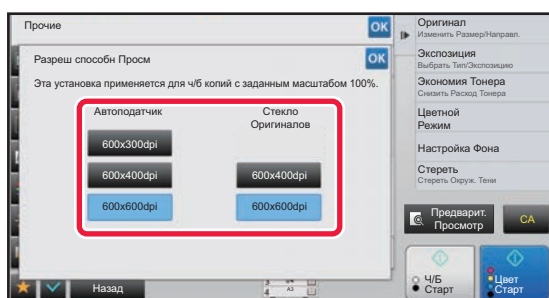 Прочие
OK
Разреш способн Просм
OK
Эта установка применяется для ч/б копий с заданным масштабом 100%.
Автоподатчик
Стекло
Оригиналов
600x300dpi
600x400dpi
600x400dpi
600x600dpi
600x600dpi
Назад
A3
Оригинал
Изменить Размер/Направл.
Экспозиция
Выбрать Тип/Экспозицию
Экономия Тонера
Снизить Расход Тонера
Цветной
Режим
Настройка Фона
Стереть
Стереть Окруж. Тени
Предварит.
Просмотр
CA
Ч/Б
Старт
Цвет
Старт